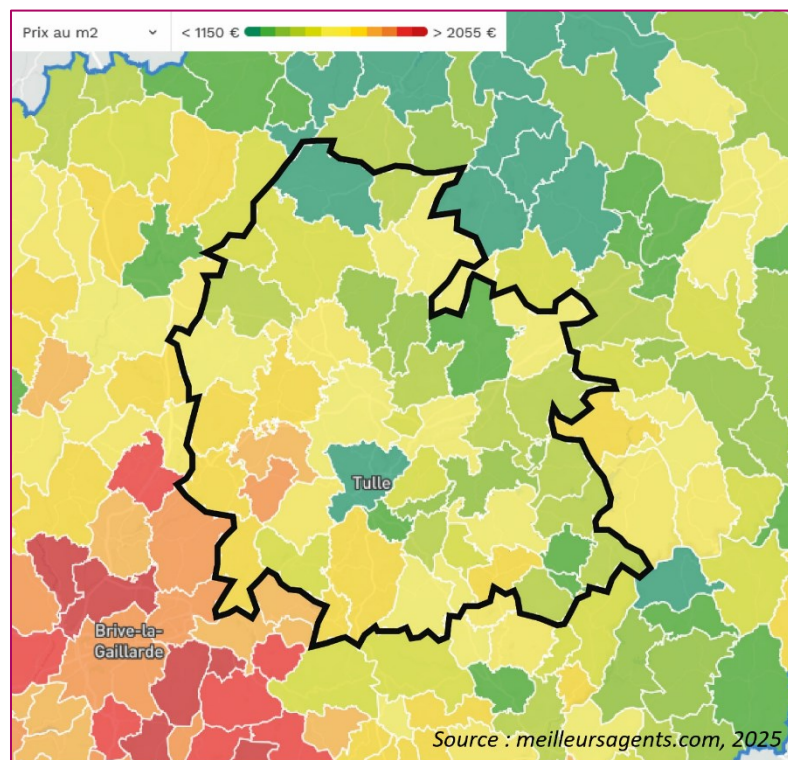 Prix au m2
< 1150 €
> 2055 €
Tulle
Brive-la-
Gaillarde
Source : meilleursagents.com, 2025